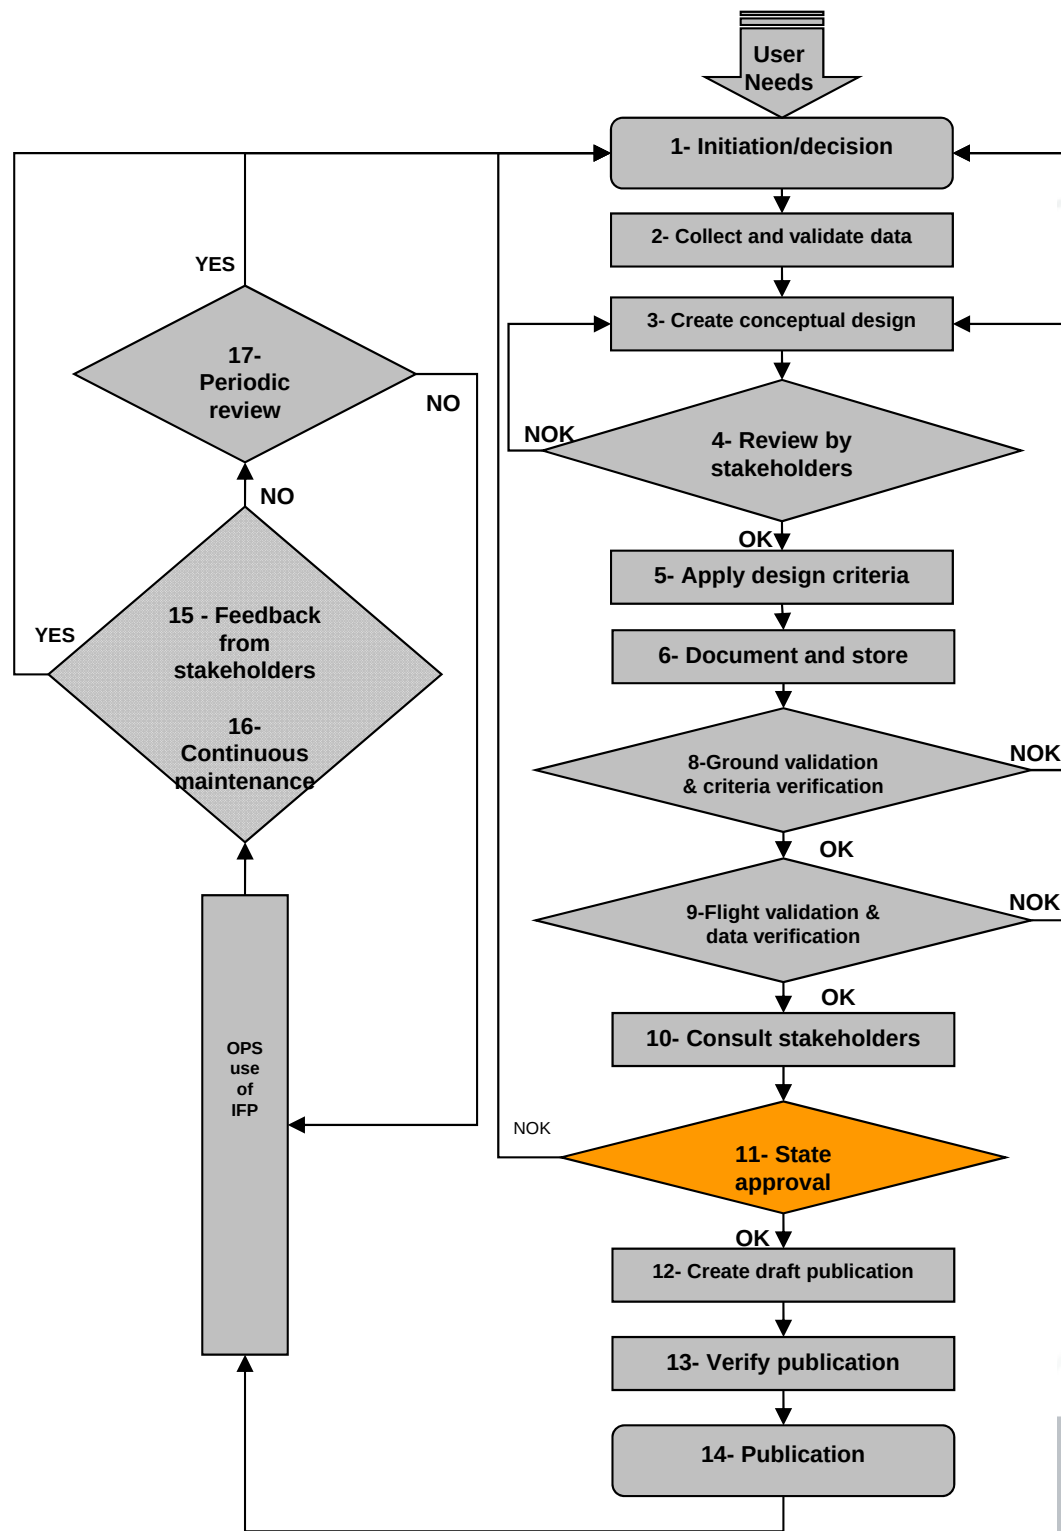 User
Needs
1- Initiation/decision
2- Collect and validate data
YES
3- Create conceptual design
17-
Periodic
review
NO
NOK
4- Review by
stakeholders
NO
OK
5- Apply design criteria
15 - Feedback
from
stakeholders
YES
6- Document and store
16-
Continuous
maintenance
8-Ground validation
& criteria verification
NOK
OK
9-Flight validation &
data verification
NOK
OK
10- Consult stakeholders
OPS
use
of
IFP
NOK
11- State
approval
OK
12- Create draft publication
13- Verify publication
14- Publication